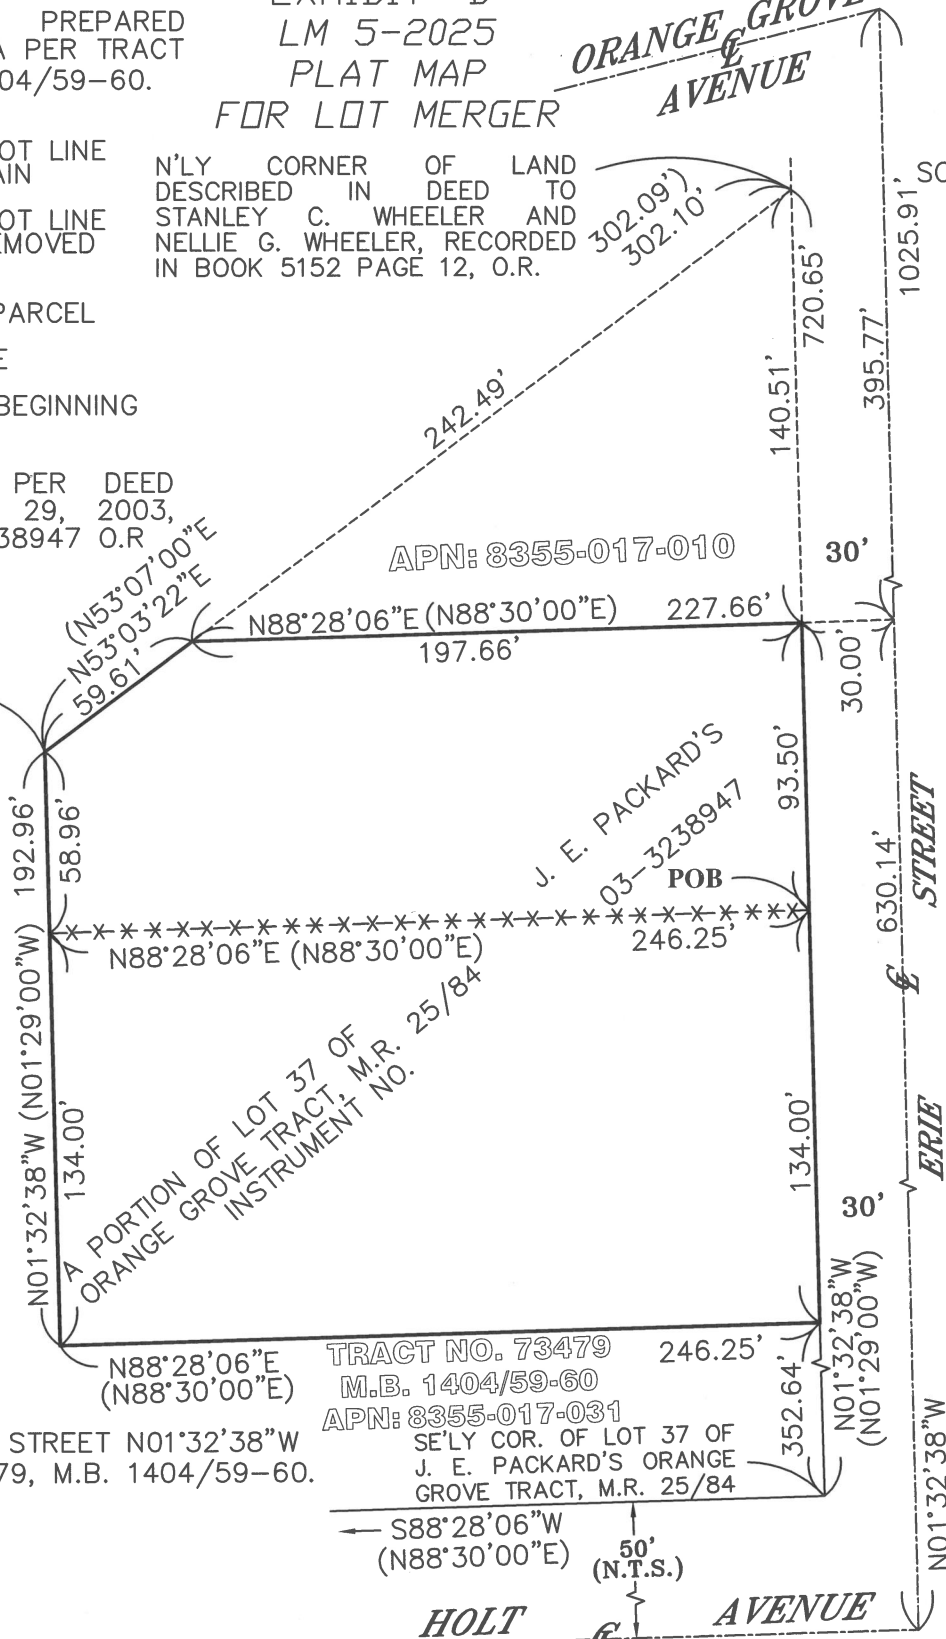 PREPARED
A PER TRACT
04/59-60.
LM 5-2025
PLAT MAP
FOR LOT MERGER
ORANGE GROVE
℄
AVENUE
OT LINE
AIN
OT LINE
EMOVED
PARCEL
E
BEGINNING
PER DEED
29, 2003,
38947 O.R
N'LY CORNER OF LAND
DESCRIBED IN DEED TO
STANLEY C. WHEELER AND
NELLIE G. WHEELER, RECORDED
IN BOOK 5152 PAGE 12, O.R.
302.09')
302.10'
SO
1025.91'
720.65'
395.77'
140.51'
242.49'
APN: 8355-017-010
30'
(N53°07'00"E
N53°03'22"E
59.61'
N88°28'06"E (N88°30'00"E) 227.66'
197.66'
30.00'
93.50'
192.96'
58.96'
J. E. PACKARD'S
03-3238947
POB
630.14'
STREET
℄
N88°28'06"E (N88°30'00"E)
246.25'
N01°32'38"W (N01°29'00"W)
134.00'
A PORTION OF LOT 37 OF
ORANGE GROVE TRACT, M.R. 25/84
INSTRUMENT NO.
134.00'
30'
ERIE
N01°32'38"W
(N01°29'00"W)
N88°28'06"E
(N88°30'00"E)
TRACT NO. 73479
M.B. 1404/59-60
APN: 8355-017-031
246.25'
352.64'
STREET N01°32'38"W
79, M.B. 1404/59-60.
SE'LY COR. OF LOT 37 OF
J. E. PACKARD'S ORANGE
GROVE TRACT, M.R. 25/84
N01°32'38"W
S88°28'06"W
(N88°30'00"E)
50'
(N.T.S.)
HOLT ℄ AVENUE